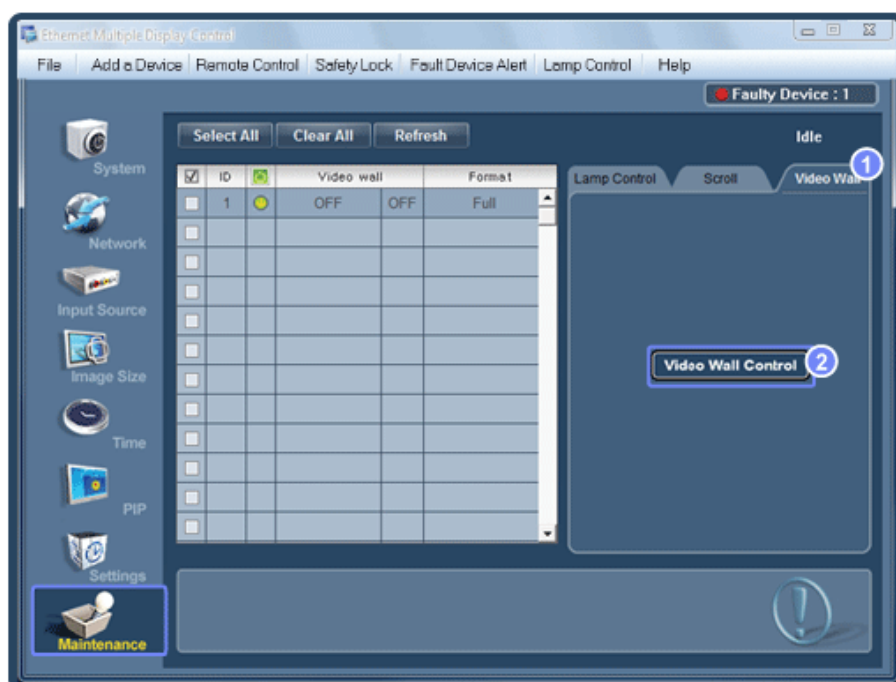 Ethernet Multiple Display Control
File Add a Device Remote Control Safety Lock Fault Device Alert Lamp Control Help
Faulty Device : 1
Select All Clear All Refresh
Idle
1
System
ID Video wall Format
Lamp Control Scroll Video Wall
1 OFF OFF Full
Network
Input Source
Video Wall Control 2
Image Size
Time
PIP
Settings
Maintenance